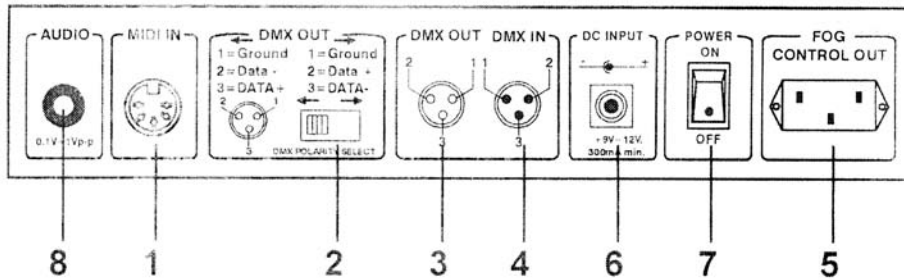 AUDIO
0.1V~1Vp-p
MIDI IN
DMX OUT
1=Ground 1=Ground
2=Data - 2=Data +
3=DATA+ 3=DATA-
2 1
3
DMX POLARITY SELECT
DMX OUT
2 1
3
DMX IN
1 2
3
DC INPUT
- +
+9V~12V.
300mA min.
POWER
ON
OFF
FOG
CONTROL OUT
8 1 2 3 4 6 7 5